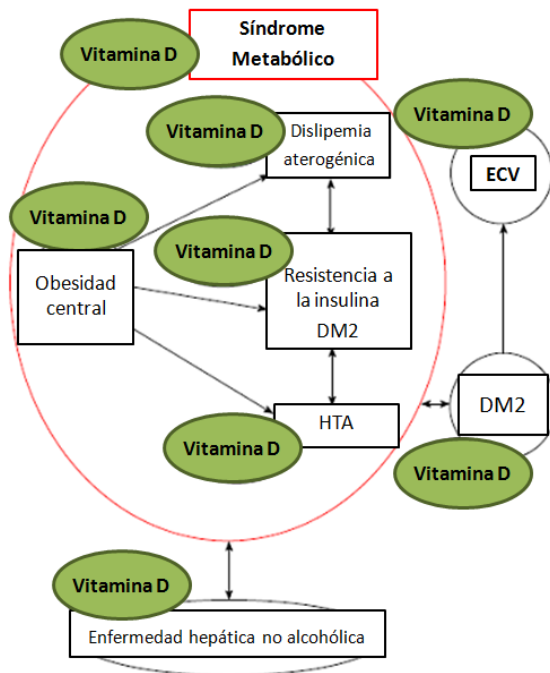 Síndrome
Metabólico
Vitamina D
Vitamina D
Dislipemia
aterogénica
Vitamina D
ECV
Vitamina D
Obesidad
central
Vitamina D
Resistencia a
la insulina
DM2
HTA
Vitamina D
DM2
Vitamina D
Vitamina D
Enfermedad hepática no alcohólica